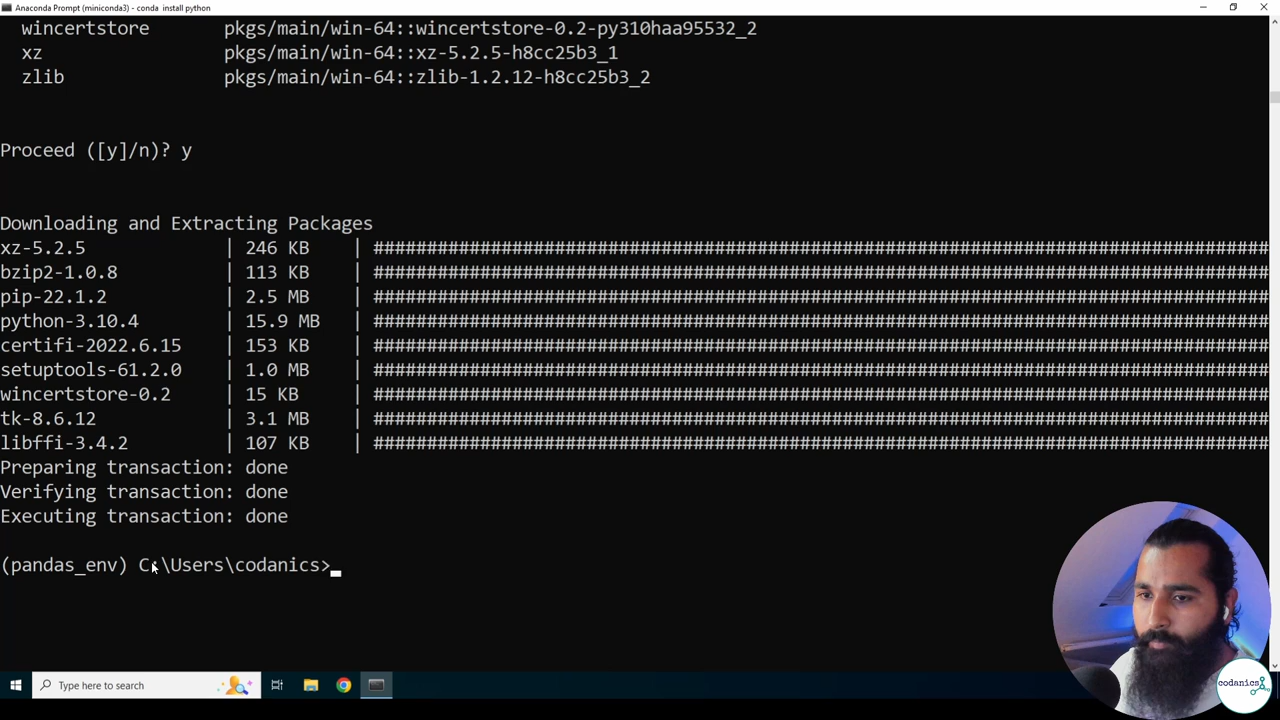 Anaconda Prompt (miniconda3) - conda install python
wincertstore pkgs/main/win-64::wincertstore-0.2-py310haa95532_2
xz pkgs/main/win-64::xz-5.2.5-h8cc25b3_1
zlib pkgs/main/win-64::zlib-1.2.12-h8cc25b3_2
Proceed ([y]/n)? y
Downloading and Extracting Packages
xz-5.2.5 | 246 KB | ####################################################################################
bzip2-1.0.8 | 113 KB | ####################################################################################
pip-22.1.2 | 2.5 MB | ####################################################################################
python-3.10.4 | 15.9 MB | ####################################################################################
certifi-2022.6.15 | 153 KB | ####################################################################################
setuptools-61.2.0 | 1.0 MB | ####################################################################################
wincertstore-0.2 | 15 KB | ####################################################################################
tk-8.6.12 | 3.1 MB | ####################################################################################
libffi-3.4.2 | 107 KB | ####################################################################################
Preparing transaction: done
Verifying transaction: done
Executing transaction: done
(pandas_env) C:\Users\codanics>
Type here to search
codanics